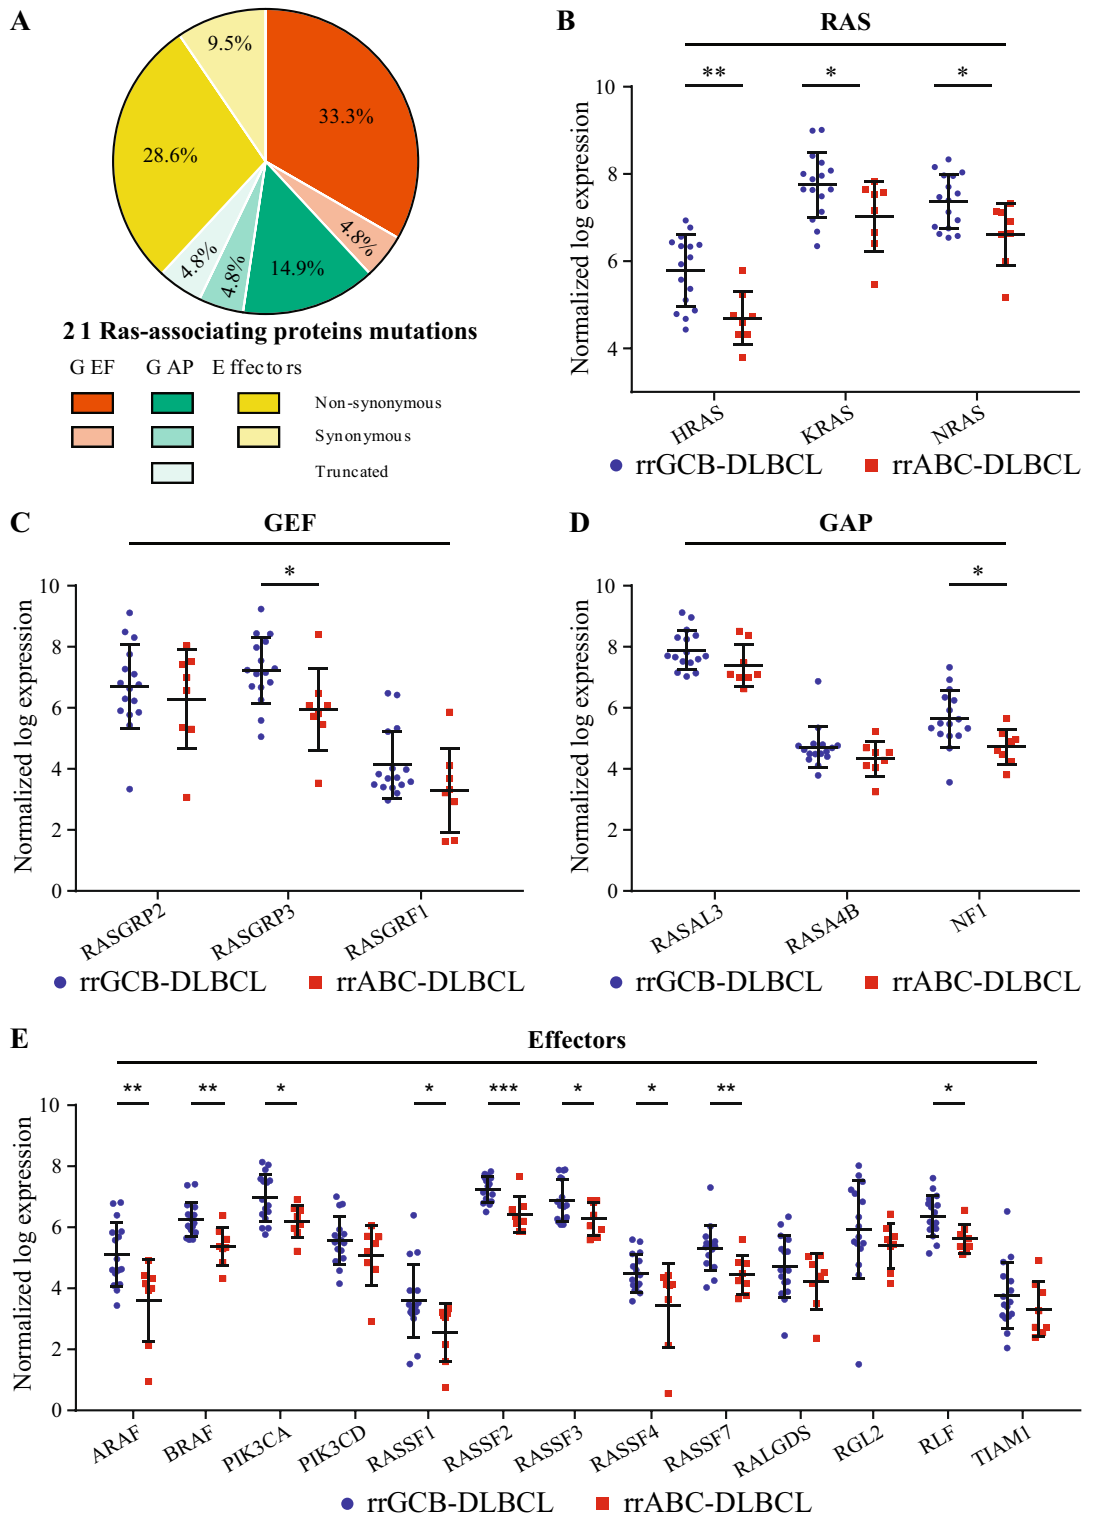 A
9.5%
33.3%
28.6%
4.8%
14.9%
4.8%
4.8%
2 1 Ras-associating proteins mutations
G EF G AP E ffectors
Non-synonymous
Synonymous
Truncated
B
RAS
** * *
Normalized log expression
10
8
6
4
HRAS KRAS NRAS
rrGCB-DLBCL rrABC-DLBCL
C
GEF
*
Normalized log expression
10
8
6
4
2
0
RASGRP2 RASGRP3 RASGRF1
rrGCB-DLBCL rrABC-DLBCL
D
GAP
*
Normalized log expression
10
8
6
4
2
0
RASAL3 RASA4B NF1
rrGCB-DLBCL rrABC-DLBCL
E
Effectors
** ** * * *** * * ** *
Normalized log expression
10
8
6
4
2
0
ARAF BRAF PIK3CA PIK3CD RASSF1 RASSF2 RASSF3 RASSF4 RASSF7 RALGDS RGL2 RLF TIAM1
rrGCB-DLBCL rrABC-DLBCL